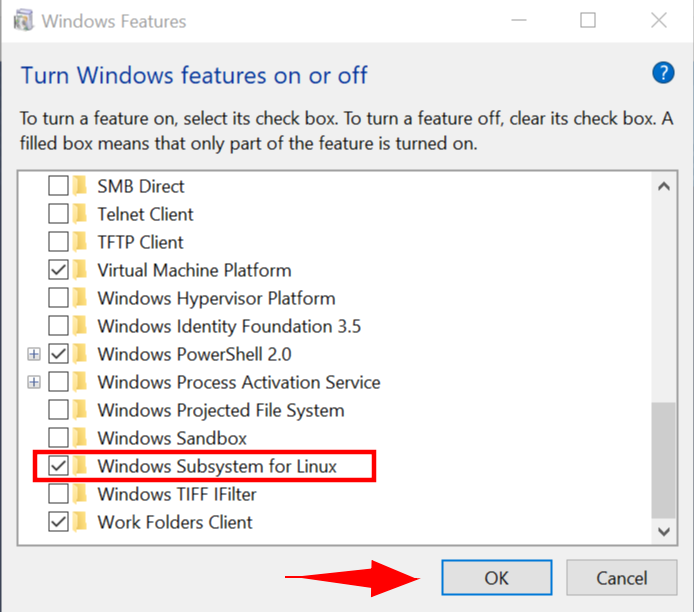 Windows Features
Turn Windows features on or off
?
To turn a feature on, select its check box. To turn a feature off, clear its check box. A
filled box means that only part of the feature is turned on.
SMB Direct
Telnet Client
TFTP Client
Virtual Machine Platform
Windows Hypervisor Platform
Windows Identity Foundation 3.5
Windows PowerShell 2.0
Windows Process Activation Service
Windows Projected File System
Windows Sandbox
Windows Subsystem for Linux
Windows TIFF IFilter
Work Folders Client
OK
Cancel